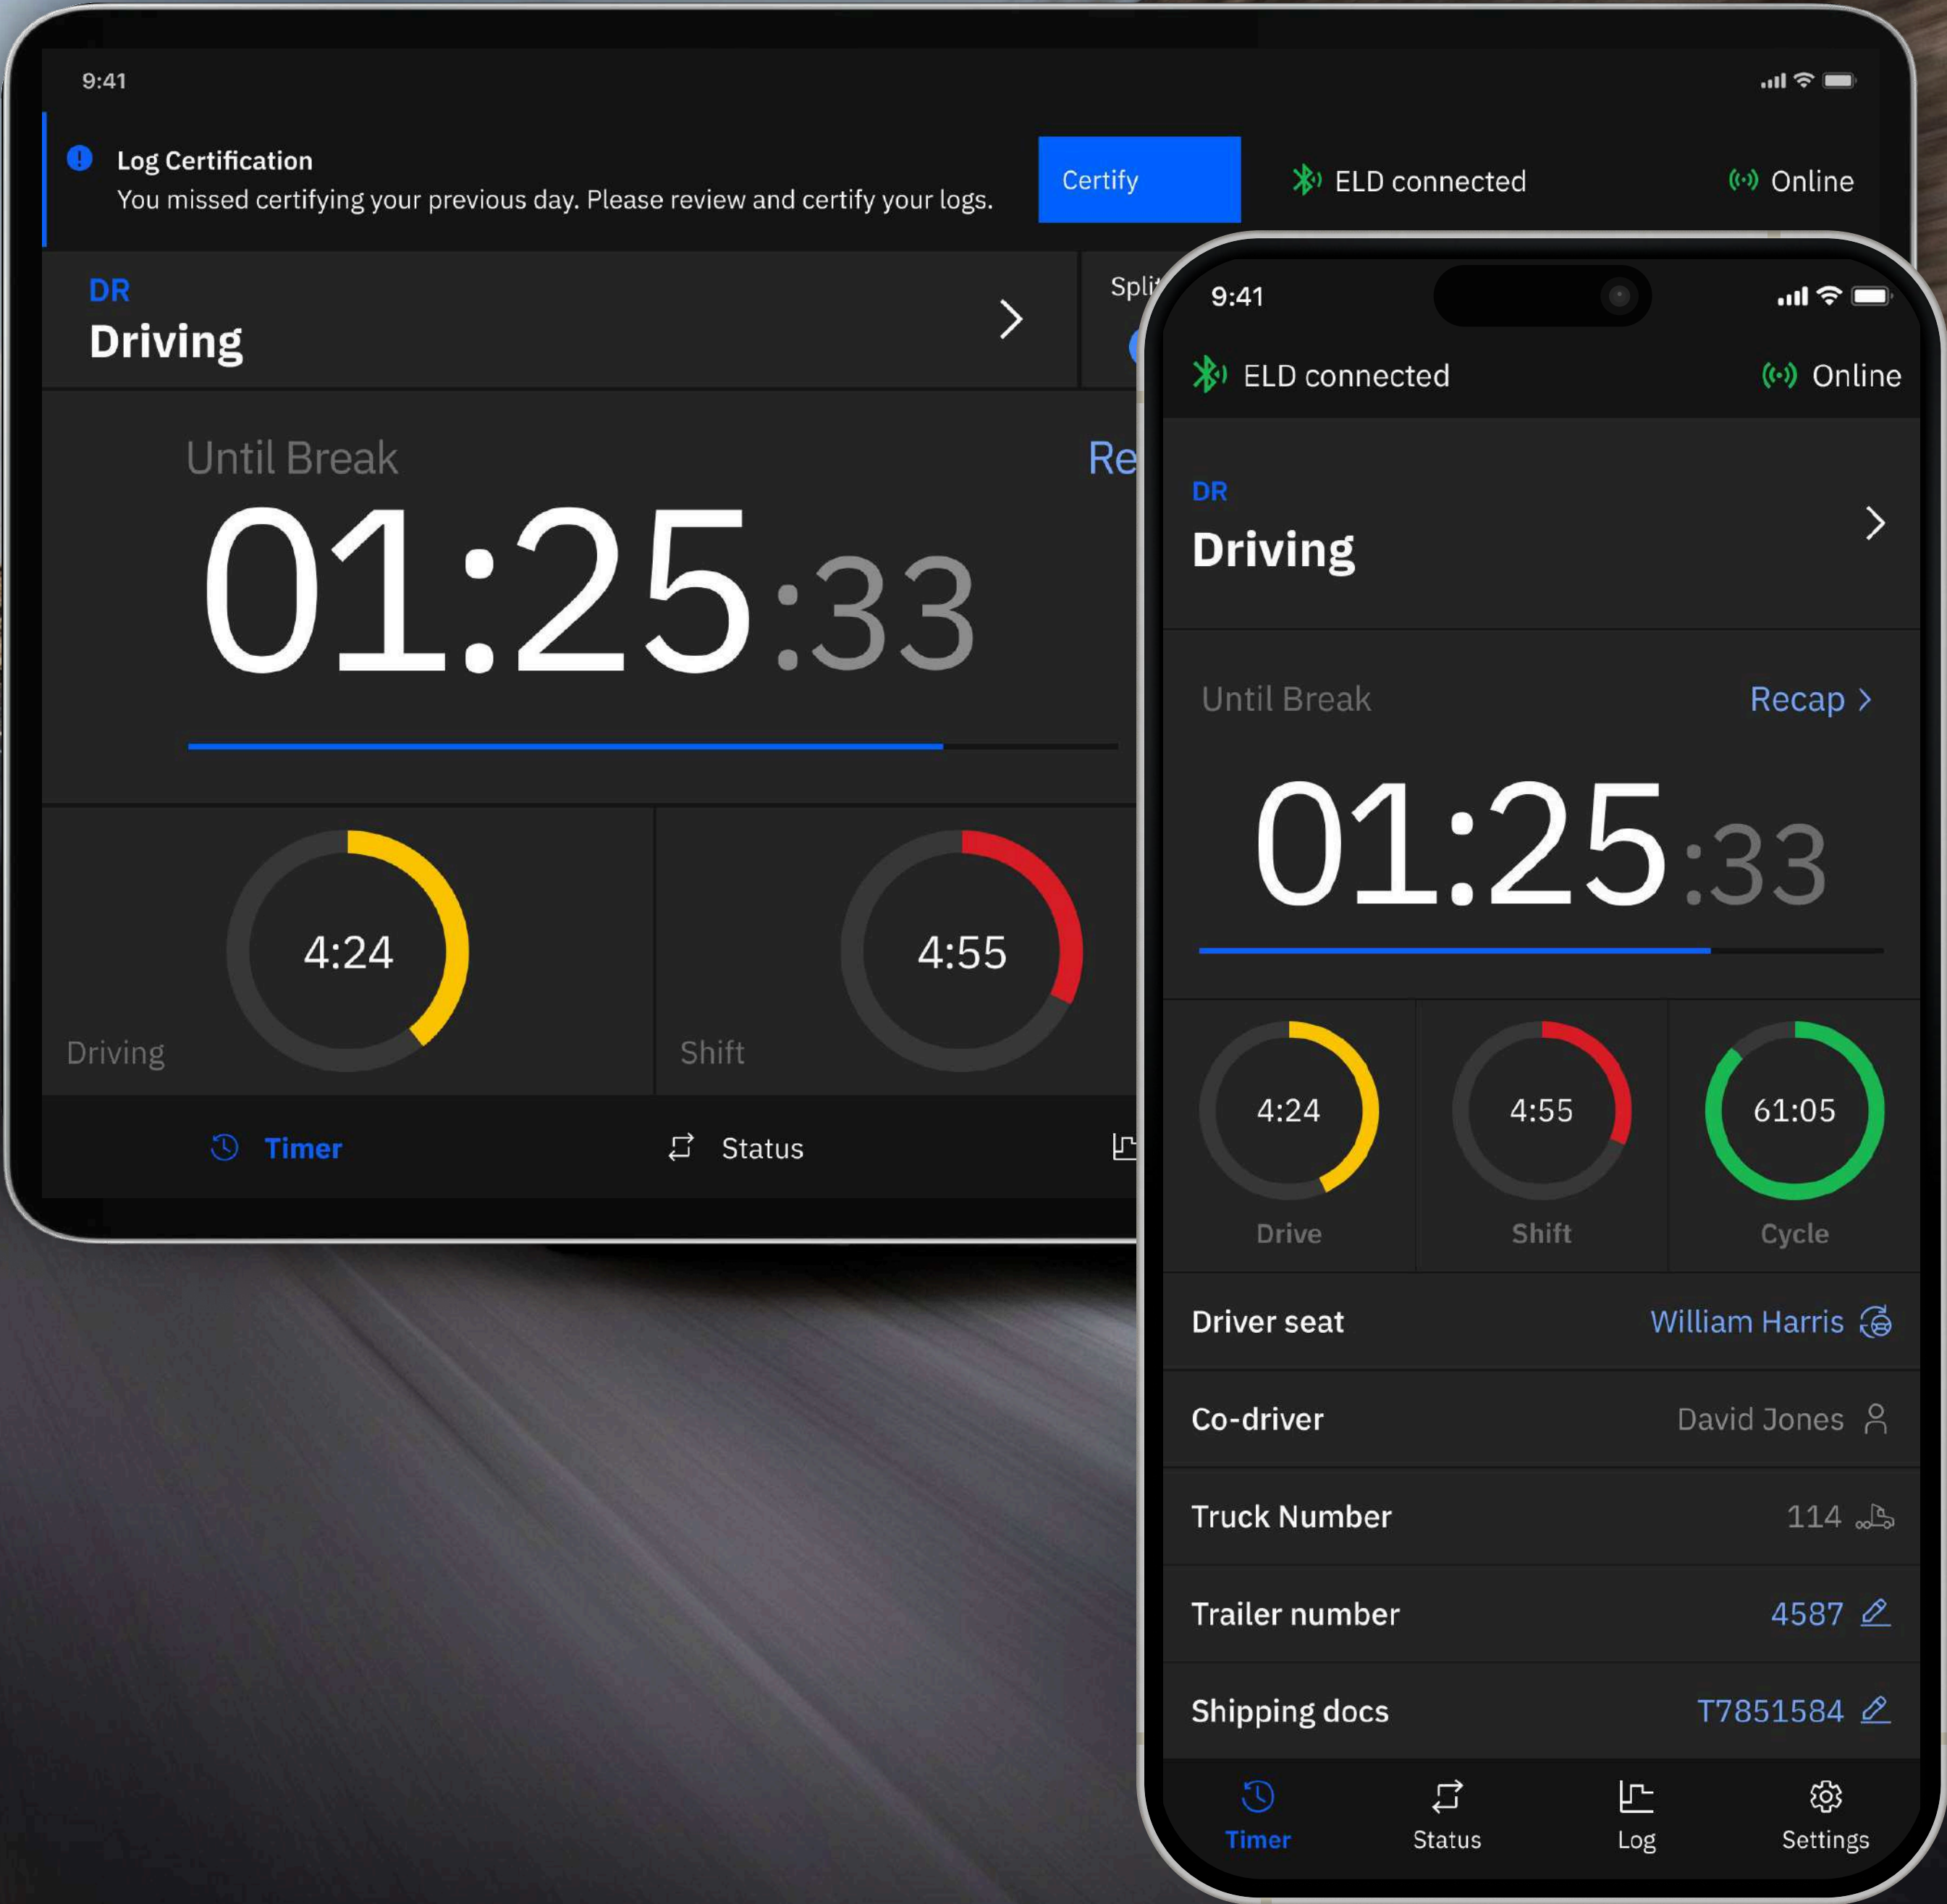 9:41
Log Certification
You missed certifying your previous day. Please review and certify your logs.
Certify
ELD connected
Online
DR
Driving
Until Break
01:25:33
4:24
Driving
4:55
Shift
Timer
Status
9:41
ELD connected
Online
DR
Driving
Until Break
Recap >
01:25:33
4:24
4:55
61:05
Drive
Shift
Cycle
Driver seat
William Harris
Co-driver
David Jones
Truck Number
114
Trailer number
4587
Shipping docs
T7851584
Timer
Status
Log
Settings